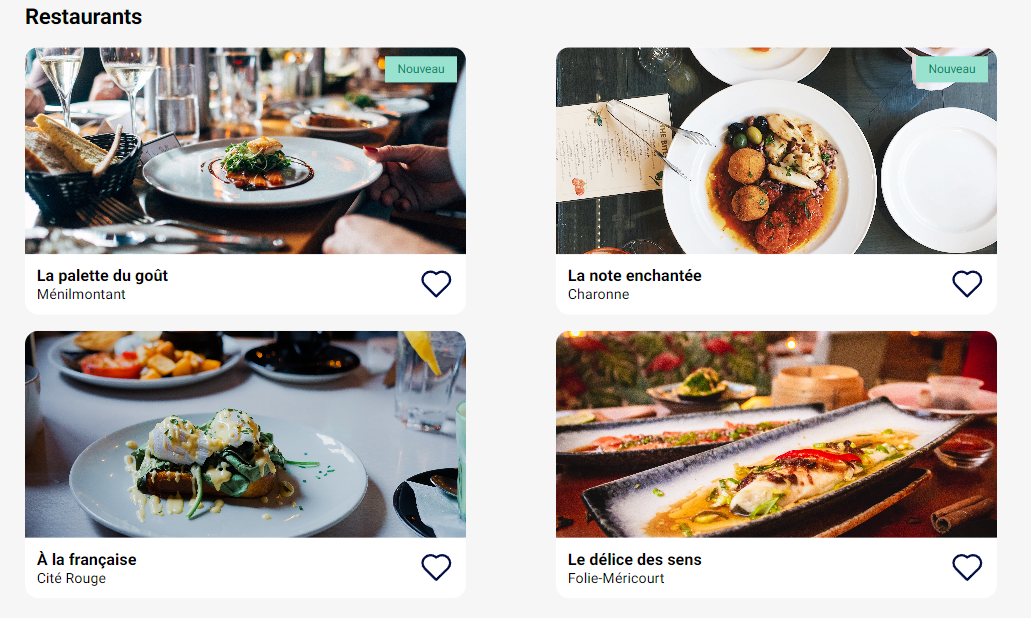 Restaurants
Nouveau
Nouveau
La palette du goût
Ménilmontant
La note enchantée
Charonne
À la française
Cité Rouge
Le délice des sens
Folie-Méricourt